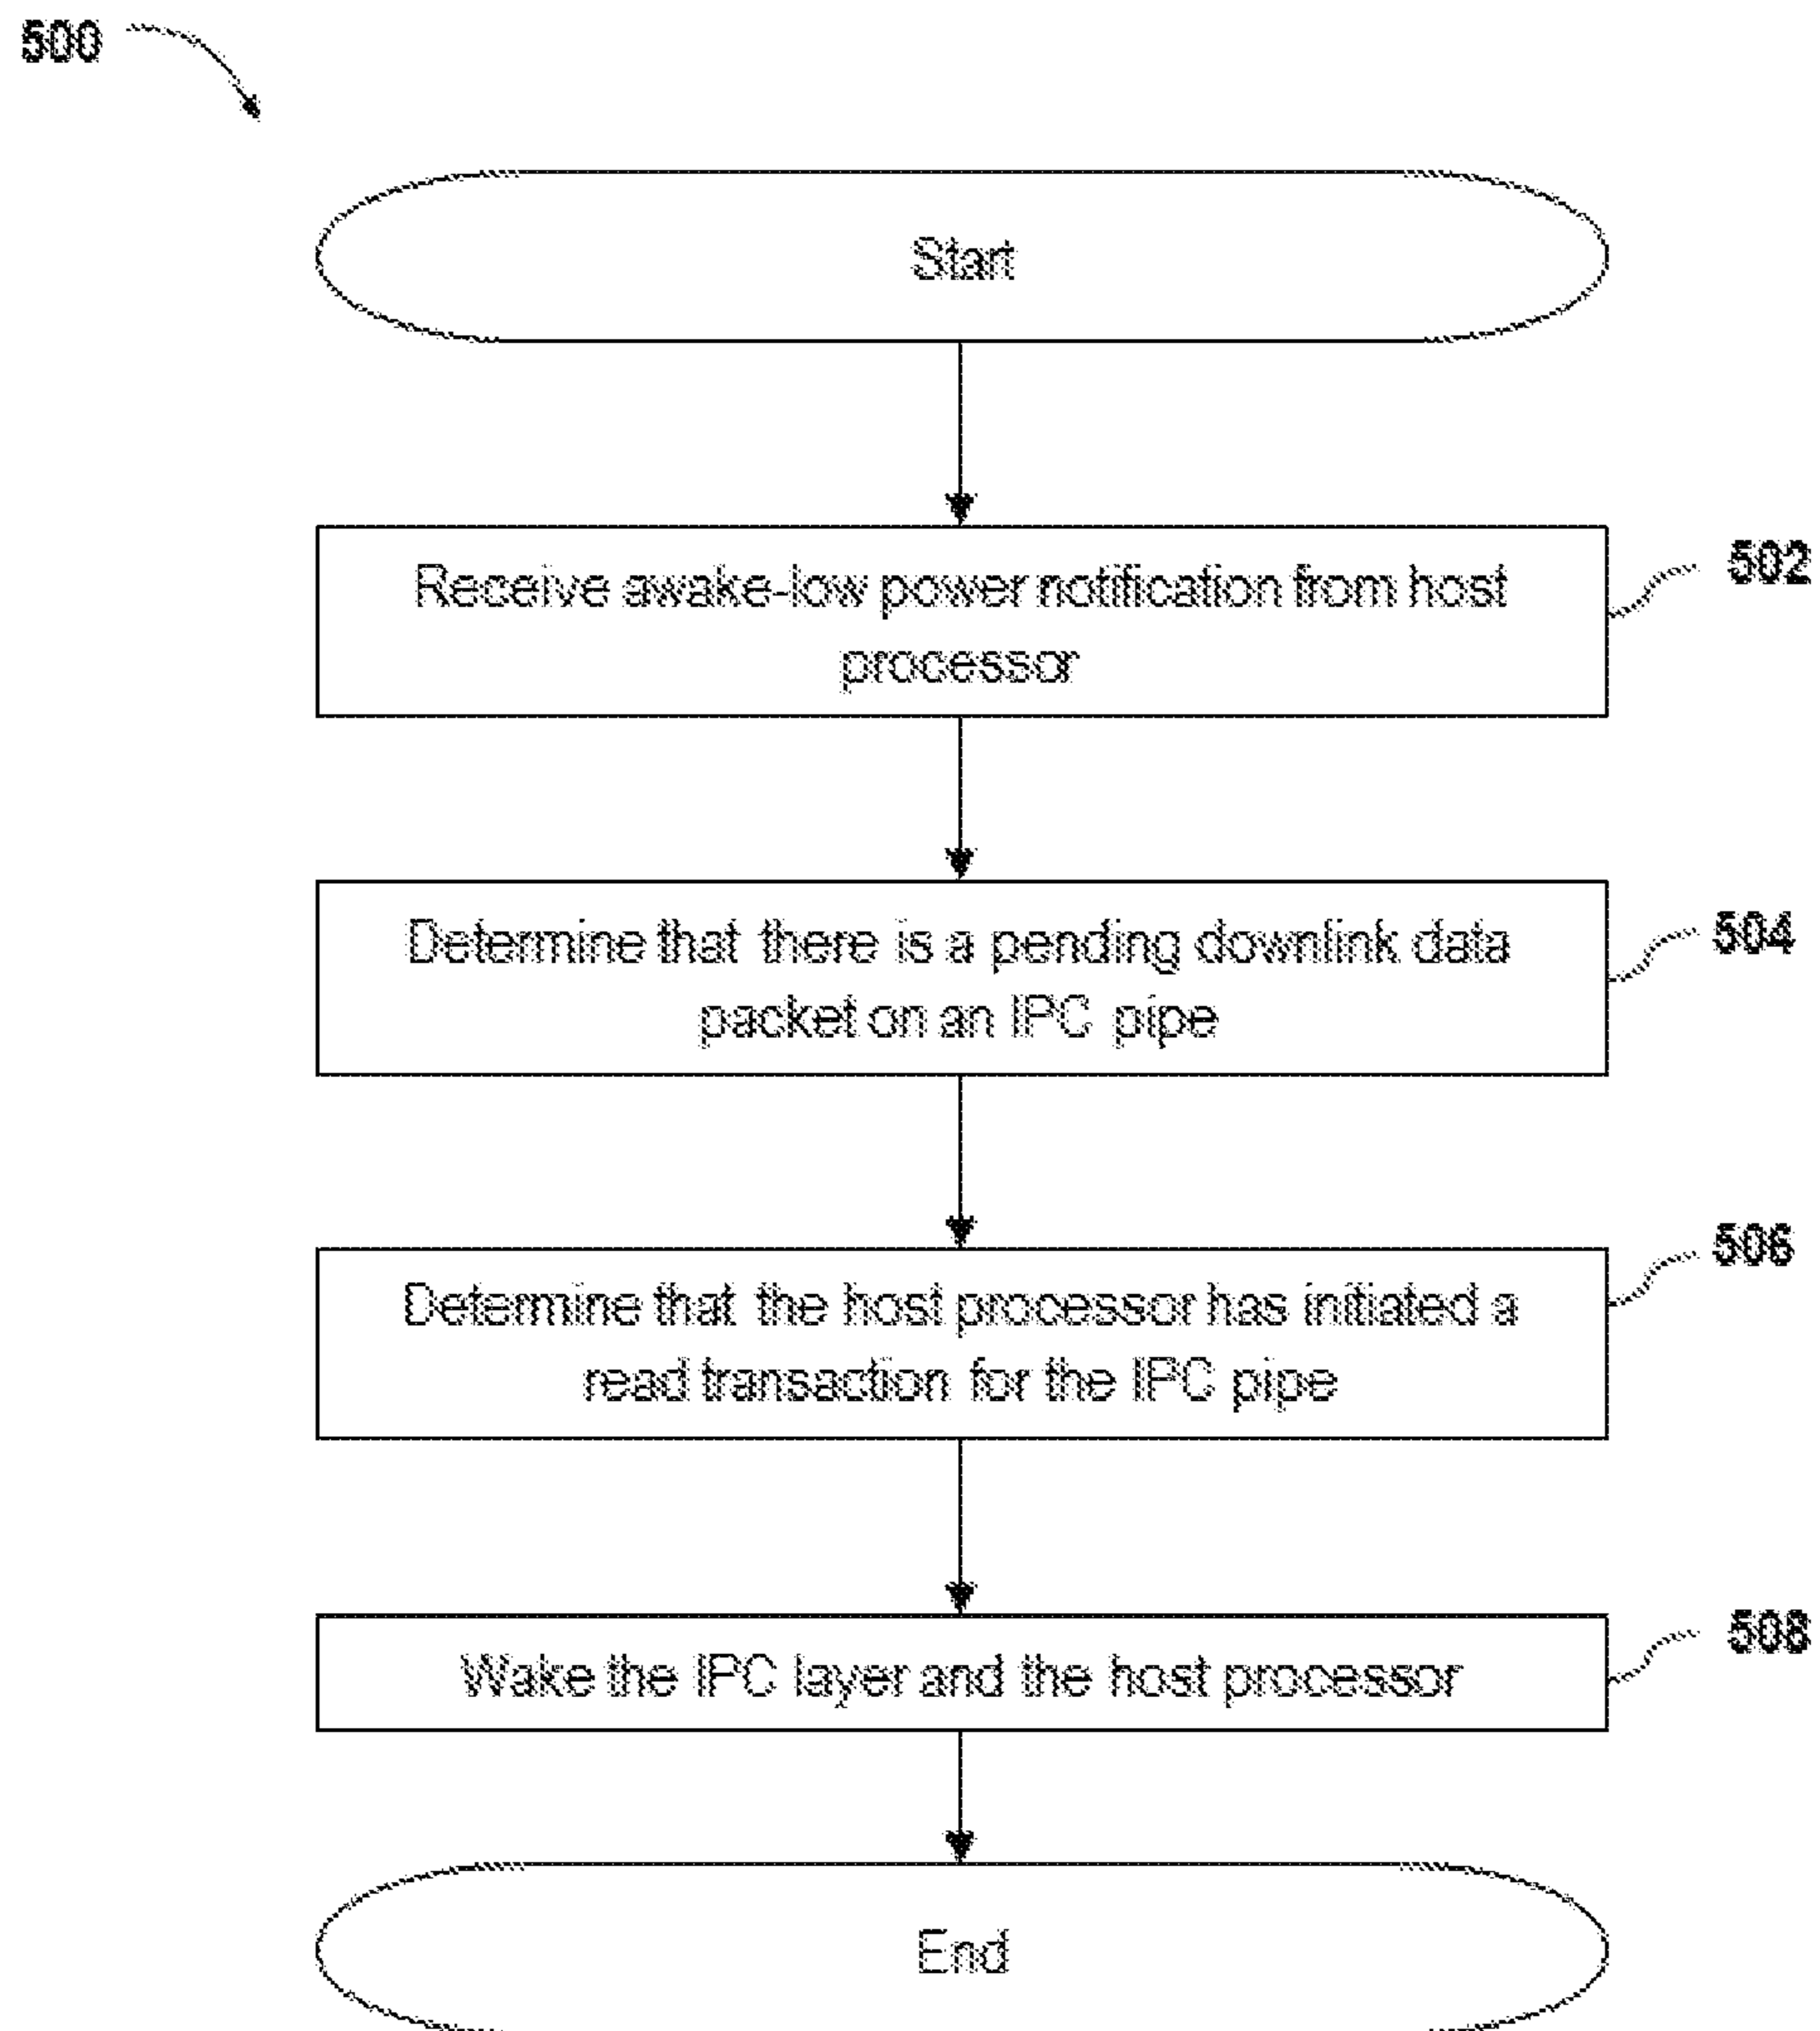 500
Start
Receive awake-low power notification from host
processor
502
Determine that there is a pending downlink data
packet on an IPC pipe
504
Determine that the host processor has initiated a
read transaction for the IPC pipe
506
Wake the IPC layer and the host processor
508
End